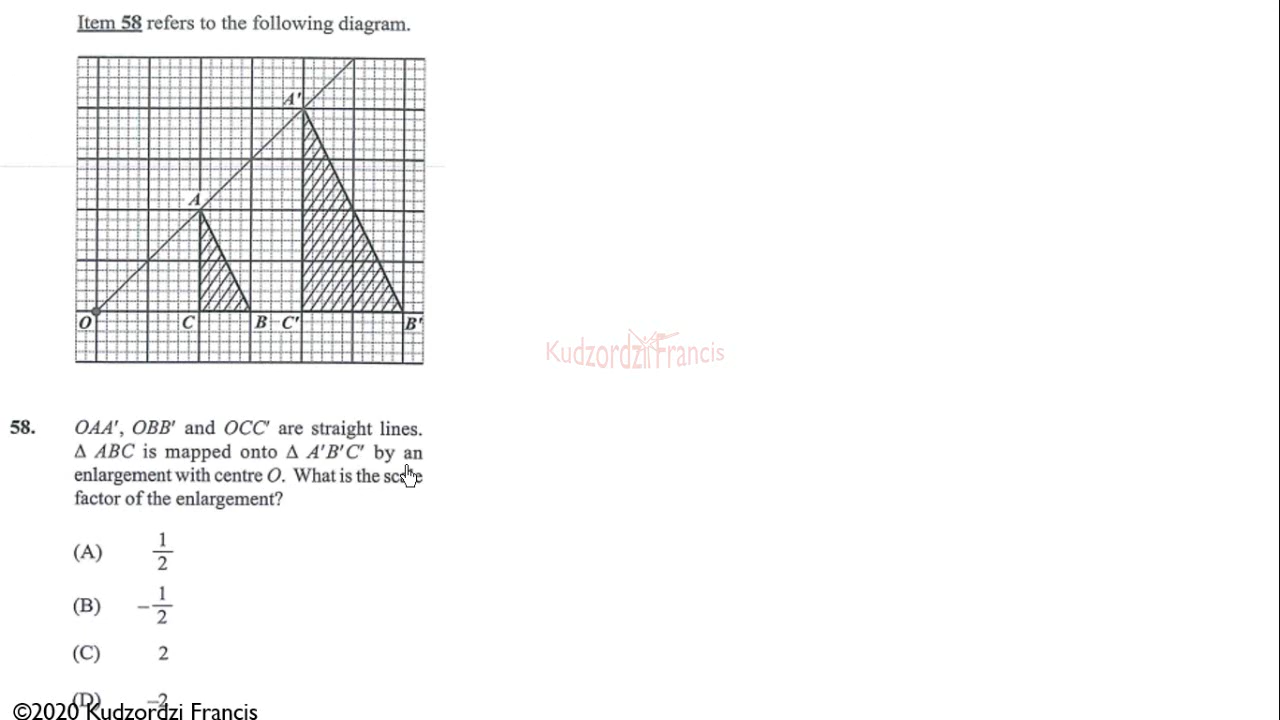 Item 58 refers to the following diagram.
A'
A
O C B C' B'
Kudzordzi Francis
58. OAA', OBB' and OCC' are straight lines.
Δ ABC is mapped onto Δ A'B'C' by an
enlargement with centre O. What is the scale
factor of the enlargement?
(A) 1/2
(B) -1/2
(C) 2
(D) -2
©2020 Kudzordzi Francis